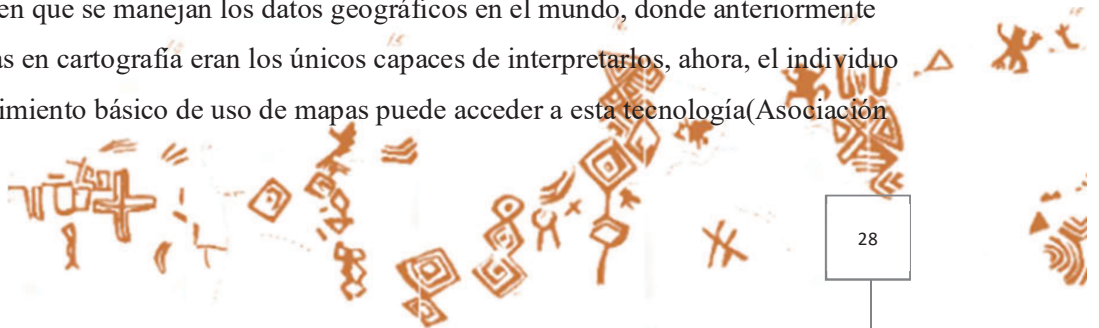 en que se manejan los datos geográficos en el mundo, donde anteriormente
as en cartografía eran los únicos capaces de interpretarlos, ahora, el individuo
imiento básico de uso de mapas puede acceder a esta tecnología(Asociación
28